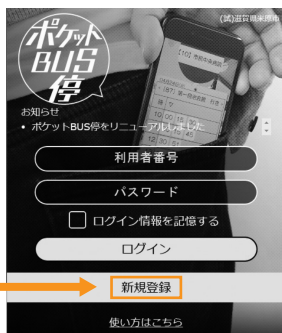 (試)滋賀県米原市
ポケット
BUS
停
お知らせ
• ポケットBUS停をリニューアルしました
利用者番号
パスワード
ログイン情報を記憶する
ログイン
新規登録
使い方はこちら